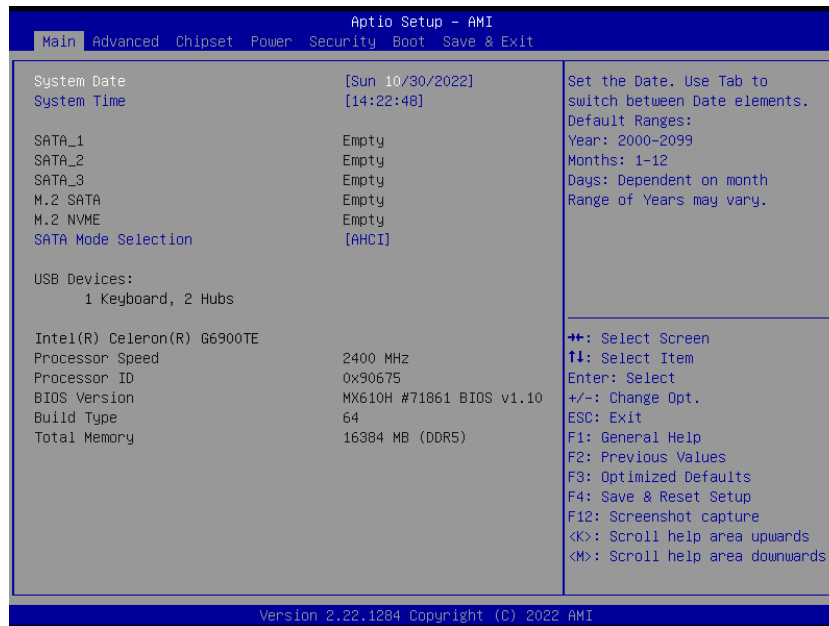 Aptio Setup – AMI
Main Advanced Chipset Power Security Boot Save & Exit
System Date [Sun 10/30/2022]
System Time [14:22:48]
SATA_1 Empty
SATA_2 Empty
SATA_3 Empty
M.2 SATA Empty
M.2 NVME Empty
SATA Mode Selection [AHCI]
USB Devices:
1 Keyboard, 2 Hubs
Intel(R) Celeron(R) G6900TE
Processor Speed 2400 MHz
Processor ID 0x90675
BIOS Version MX610H #71861 BIOS v1.10
Build Type 64
Total Memory 16384 MB (DDR5)
Set the Date. Use Tab to
switch between Date elements.
Default Ranges:
Year: 2000-2099
Months: 1-12
Days: Dependent on month
Range of Years may vary.
→←: Select Screen
↑↓: Select Item
Enter: Select
+/-: Change Opt.
ESC: Exit
F1: General Help
F2: Previous Values
F3: Optimized Defaults
F4: Save & Reset Setup
F12: Screenshot capture
<K>: Scroll help area upwards
<M>: Scroll help area downwards
Version 2.22.1284 Copyright (C) 2022 AMI